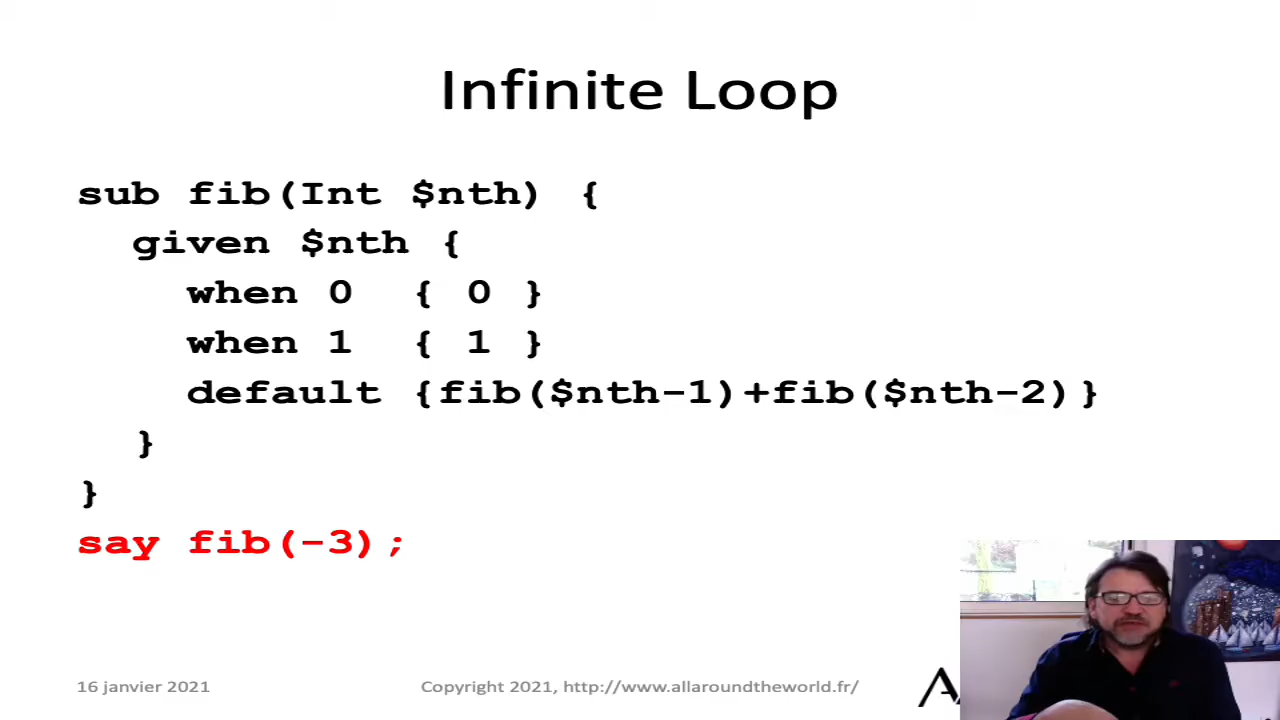 Infinite Loop
sub fib(Int $nth) {
  given $nth {
    when 0  { 0 }
    when 1  { 1 }
    default {fib($nth-1)+fib($nth-2)}
  }
}
say fib(-3);
16 janvier 2021
Copyright 2021, http://www.allaroundtheworld.fr/